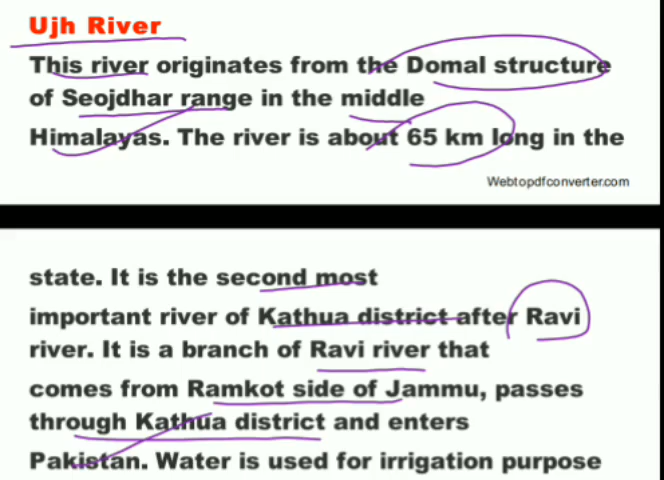 Ujh River
This river originates from the Domal structure
of Seojdhar range in the middle
Himalayas. The river is about 65 km long in the
Webtopdfconverter.com
state. It is the second most
important river of Kathua district after Ravi
river. It is a branch of Ravi river that
comes from Ramkot side of Jammu, passes
through Kathua district and enters
Pakistan. Water is used for irrigation purpose